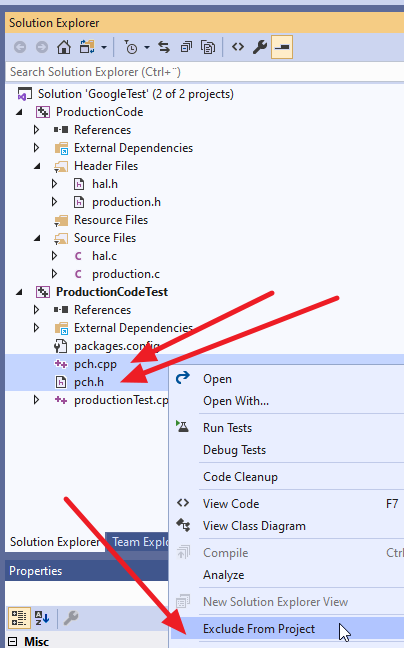 Solution Explorer
Search Solution Explorer (Ctrl+¨)
Solution 'GoogleTest' (2 of 2 projects)
ProductionCode
References
External Dependencies
Header Files
hal.h
production.h
Resource Files
Source Files
hal.c
production.c
ProductionCodeTest
References
External Dependencies
packages.config
pch.cpp
pch.h
productionTest.cp
Open
Open With...
Run Tests
Debug Tests
Code Cleanup
View Code F7
View Class Diagram
Compile Ctr
Analyze
New Solution Explorer View
Exclude From Project
Solution Explorer Team Explo
Properties
Misc